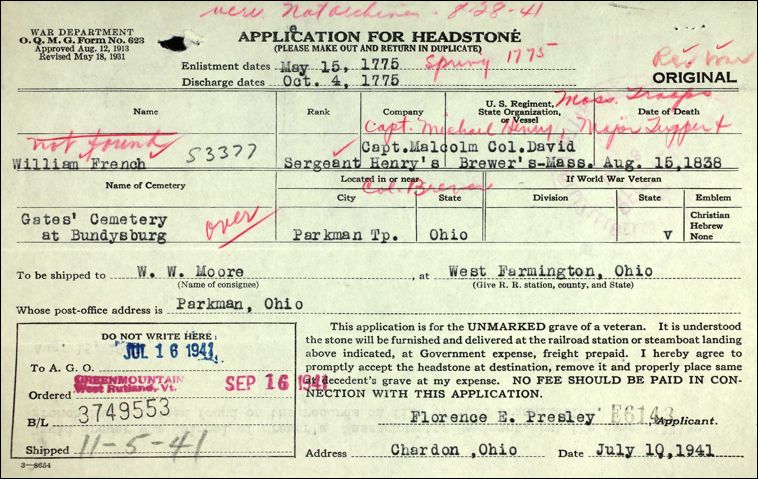 veri. Nat Archives - 8-28-41
WAR DEPARTMENT
O. Q. M. G. Form No. 623
Approved Aug. 12, 1913
Revised May 18, 1931
APPLICATION FOR HEADSTONE
(PLEASE MAKE OUT AND RETURN IN DUPLICATE)
Enlistment dates May 15, 1775 Spring 1775
Discharge dates Oct. 4, 1775
Rev War
ORIGINAL
Name
Rank
Company
U. S. Regiment, State Organization, or Vessel
Mass. Troops
Date of Death
not found
Capt. Michael Henry, Major
William French S3377 Sergeant Capt.Malcolm Henry's Col.David Brewer's-Mass. Aug. 15,1838
Name of Cemetery
Located in or near—
City
State
Col. Brewer
If World War Veteran
Division
State
Emblem
Gates' Cemetery
at Bundysburg
over
Parkman Tp. Ohio
v
Christian
Hebrew
None
To be shipped to W. W. Moore, at West Farmington, Ohio
(Name of consignee) (Give R. R. station, county, and State)
Whose post-office address is Parkman, Ohio
DO NOT WRITE HERE
JUL 16 1941
To A. G. O.
GREENMOUNTAIN
West Rutland, Vt.
SEP 16 1941
Ordered
B/L 3749553
Shipped 11-5-41
3—8654
This application is for the UNMARKED grave of a veteran. It is understood
the stone will be furnished and delivered at the railroad station or steamboat landing
above indicated, at Government expense, freight prepaid. I hereby agree to
promptly accept the headstone at destination, remove it and properly place same
at decedent's grave at my expense. NO FEE SHOULD BE PAID IN CON-
NECTION WITH THIS APPLICATION.
Florence E. Presley E6143, Applicant.
Address Chardon ,Ohio Date July 10,1941